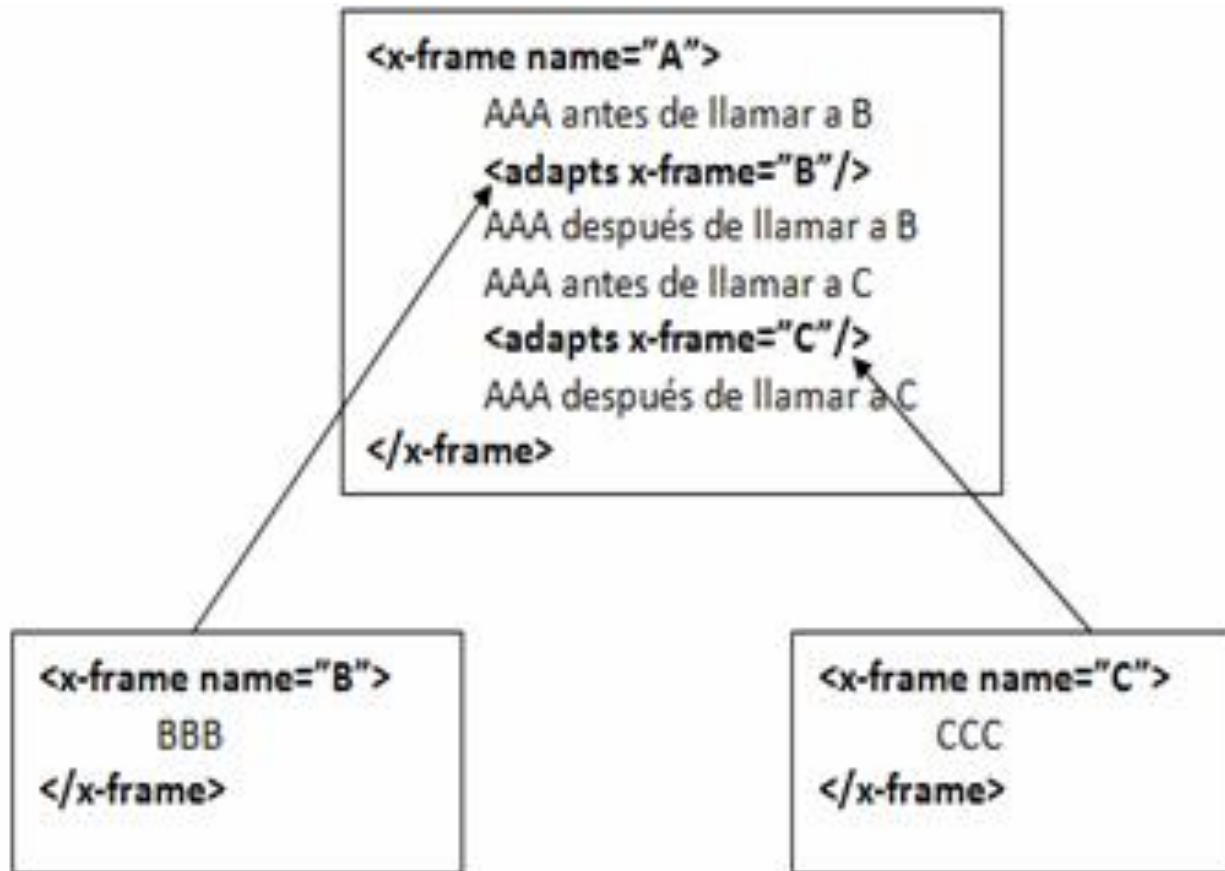 <x-frame name="A">
AAA antes de llamar a B
<adapts x-frame="B"/>
AAA después de llamar a B
AAA antes de llamar a C
<adapts x-frame="C"/>
AAA después de llamar a C
</x-frame>
<x-frame name="B">
BBB
</x-frame>
<x-frame name="C">
CCC
</x-frame>